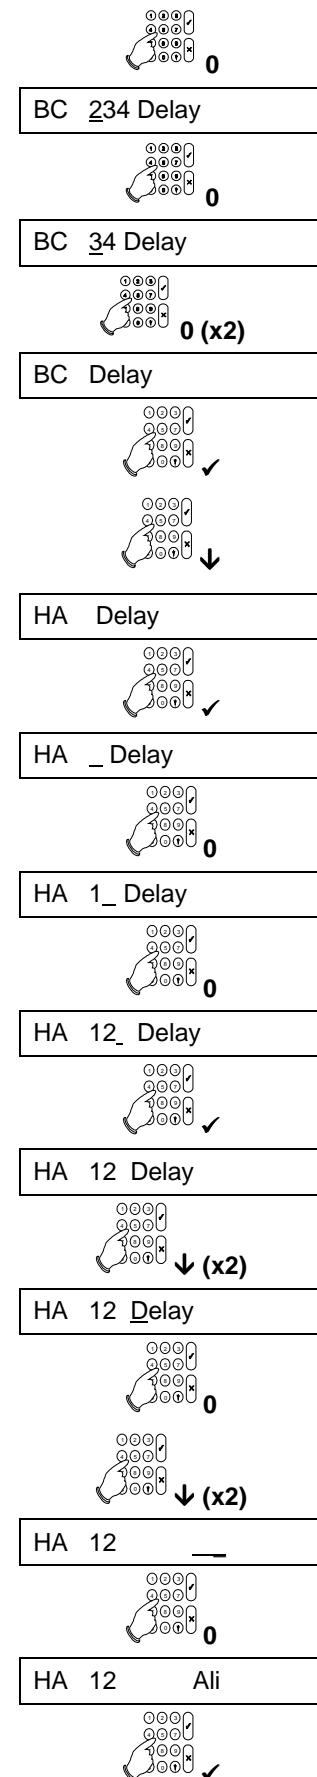 0
BC 234 Delay
0
BC 34 Delay
0 (x2)
BC Delay
✓
↓
HA Delay
✓
HA _ Delay
0
HA 1_ Delay
0
HA 12_ Delay
✓
HA 12 Delay
↓ (x2)
HA 12 Delay
0
↓ (x2)
HA 12 __
0
HA 12 Ali
✓